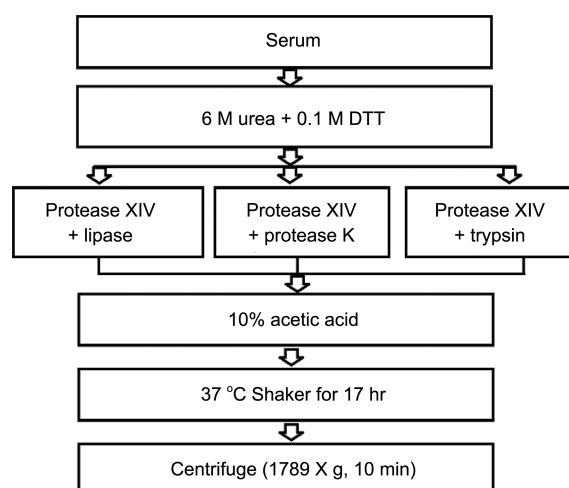 Serum
6 M urea + 0.1 M DTT
Protease XIV
+ lipase
Protease XIV
+ protease K
Protease XIV
+ trypsin
10% acetic acid
37 °C Shaker for 17 hr
Centrifuge (1789 X g, 10 min)